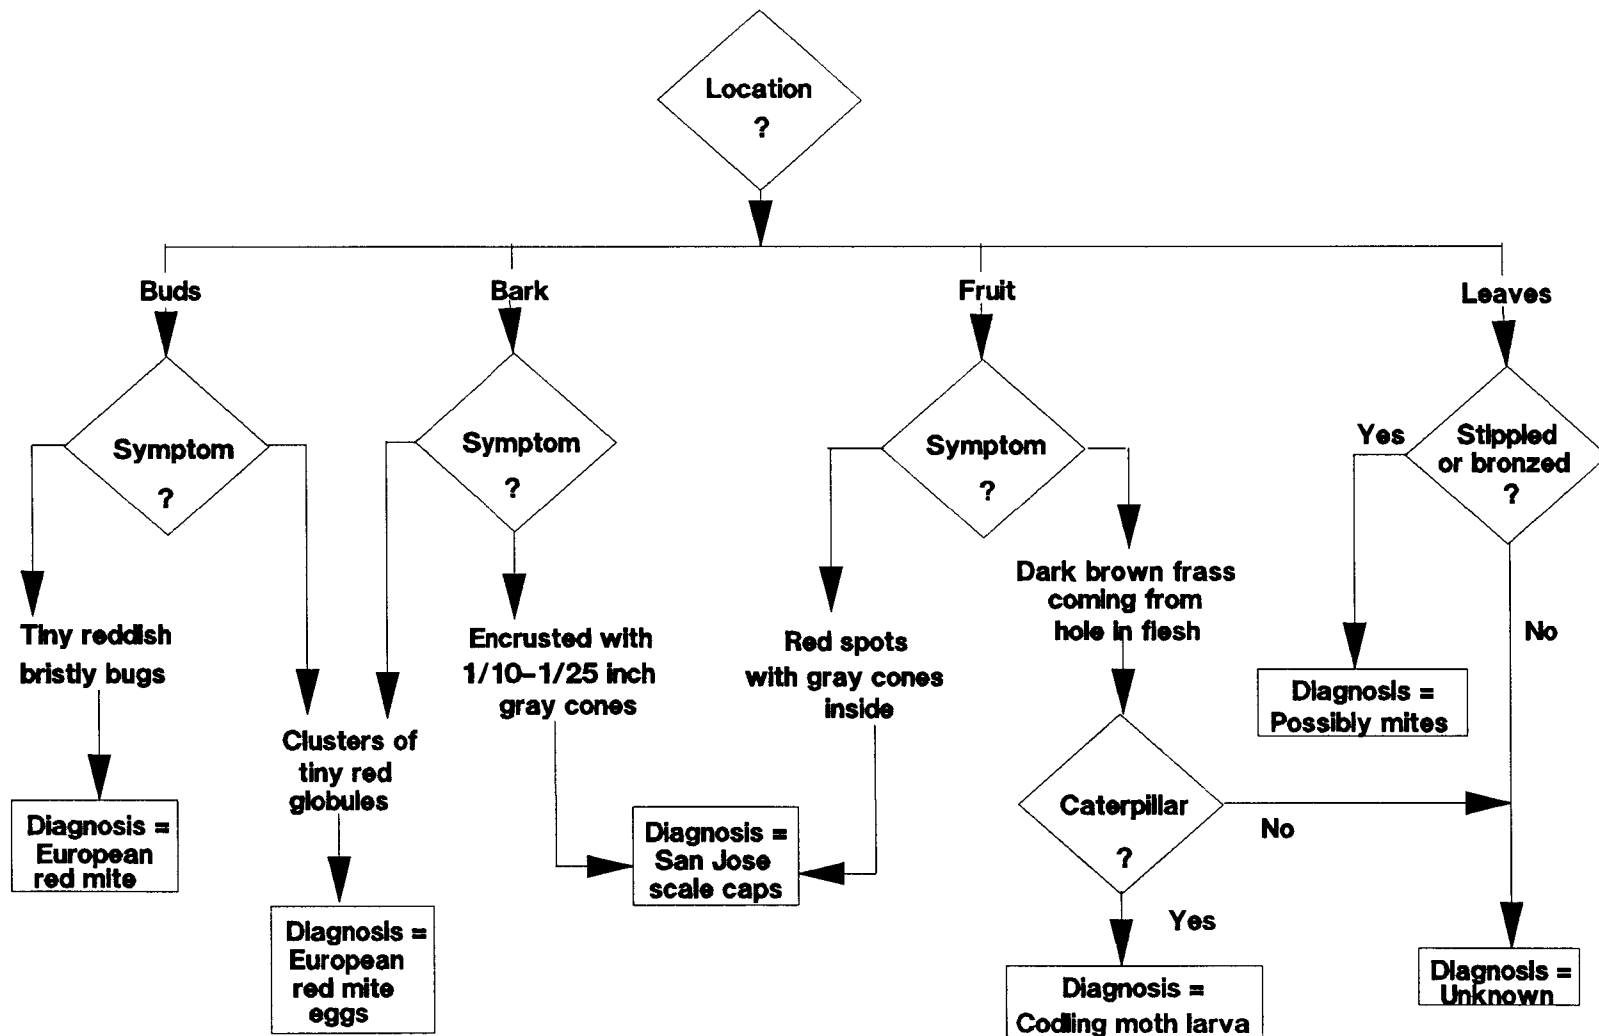 Location
?
Buds
Bark
Fruit
Leaves
Symptom
?
Symptom
?
Symptom
?
Yes
Stippled
or bronzed
?
Tiny reddish
bristly bugs
Encrusted with
1/10–1/25 inch
gray cones
Red spots
with gray cones
inside
Dark brown frass
coming from
hole in flesh
No
Diagnosis =
Possibly mites
Clusters of
tiny red
globules
Diagnosis =
European
red mite
Diagnosis =
San Jose
scale caps
Caterpillar
?
No
Yes
Diagnosis =
European
red mite
eggs
Diagnosis =
Codling moth larva
Diagnosis =
Unknown